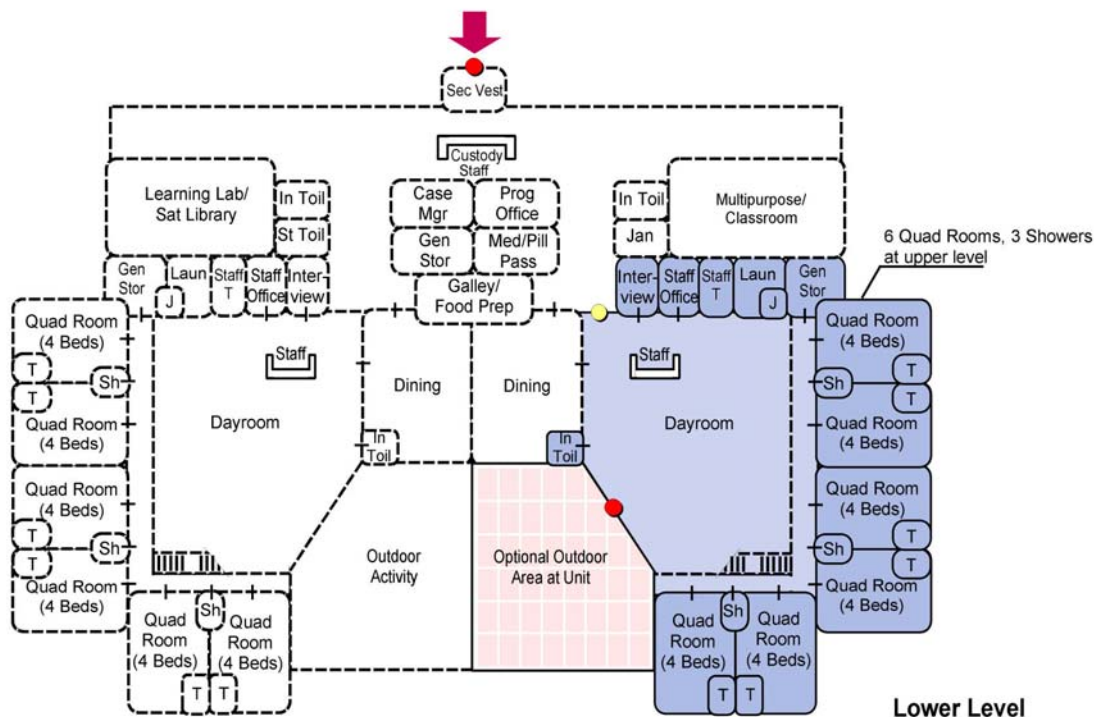 Sec Vest
Custody
Staff
Learning Lab/
Sat Library
In Toil
St Toil
Case
Mgr
Prog
Office
Gen
Stor
Med/Pill
Pass
In Toil
Jan
Multipurpose/
Classroom
6 Quad Rooms, 3 Showers
at upper level
Gen
Stor
Laun
J
Staff
T
Staff
Office
Inter-
view
Galley/
Food Prep
Inter-
view
Staff
Office
Staff
T
Laun
J
Gen
Stor
Quad Room
(4 Beds)
T
Sh
T
Quad Room
(4 Beds)
Staff
Dayroom
Dining
Dining
In
Toil
In
Toil
Staff
Dayroom
Quad Room
(4 Beds)
T
Sh
T
Quad Room
(4 Beds)
Quad Room
(4 Beds)
T
Sh
T
Quad Room
(4 Beds)
Outdoor
Activity
Optional Outdoor
Area at Unit
Quad Room
(4 Beds)
T
Sh
T
Quad Room
(4 Beds)
Quad
Room
(4 Beds)
Sh
Quad
Room
(4 Beds)
T
T
Quad
Room
(4 Beds)
Sh
Quad
Room
(4 Beds)
T
T
Lower Level